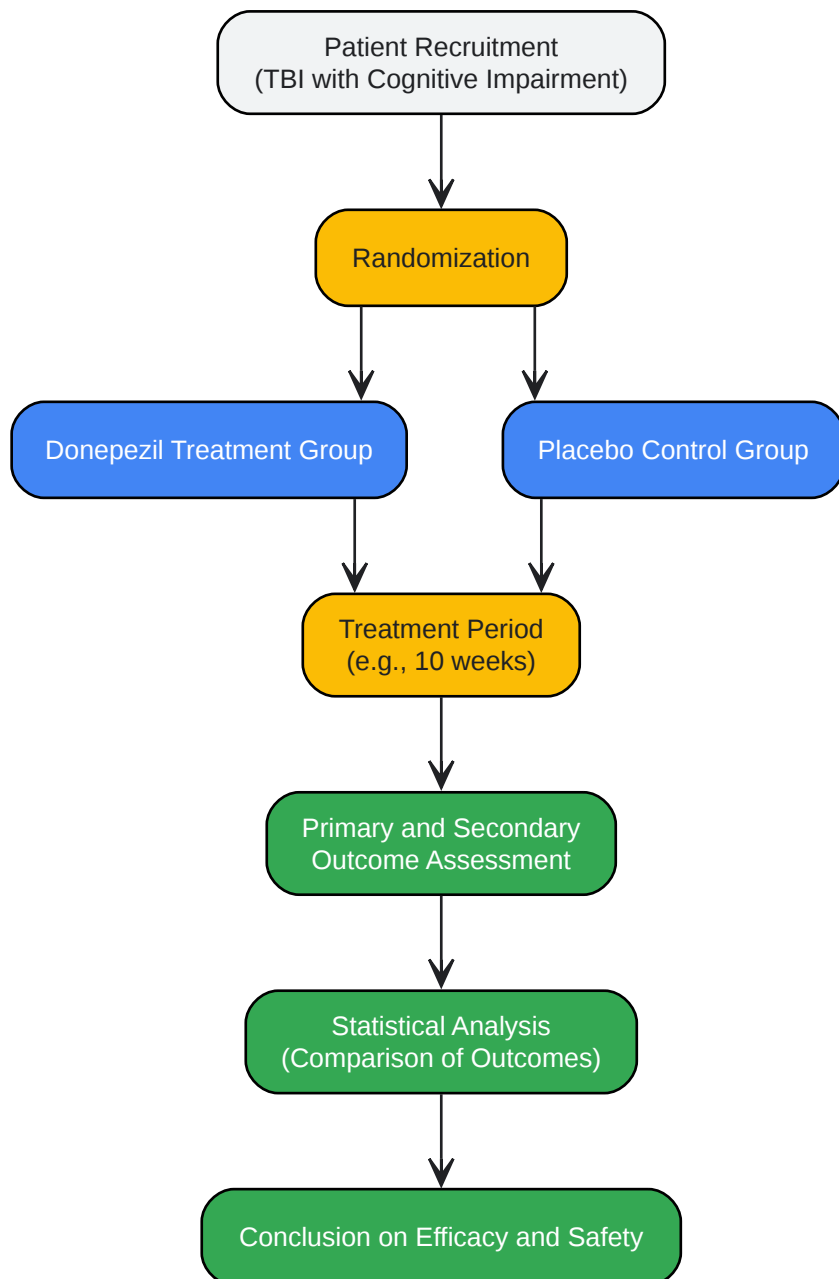 Patient Recruitment
(TBI with Cognitive Impairment)
Randomization
Donepezil Treatment Group
Placebo Control Group
Treatment Period
(e.g., 10 weeks)
Primary and Secondary
Outcome Assessment
Statistical Analysis
(Comparison of Outcomes)
Conclusion on Efficacy and Safety